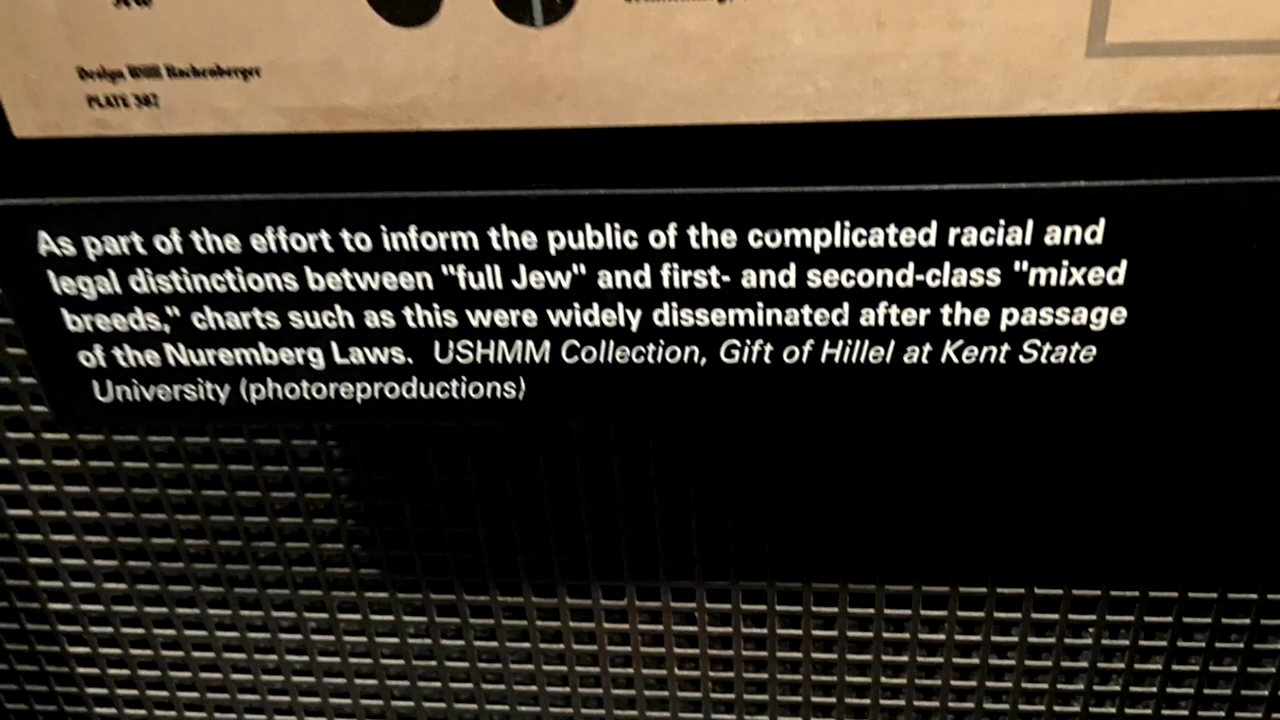 Design Willi Hackenberger
PLATE 387
As part of the effort to inform the public of the complicated racial and
legal distinctions between "full Jew" and first- and second-class "mixed
breeds," charts such as this were widely disseminated after the passage
of the Nuremberg Laws. USHMM Collection, Gift of Hillel at Kent State
University (photoreproductions)